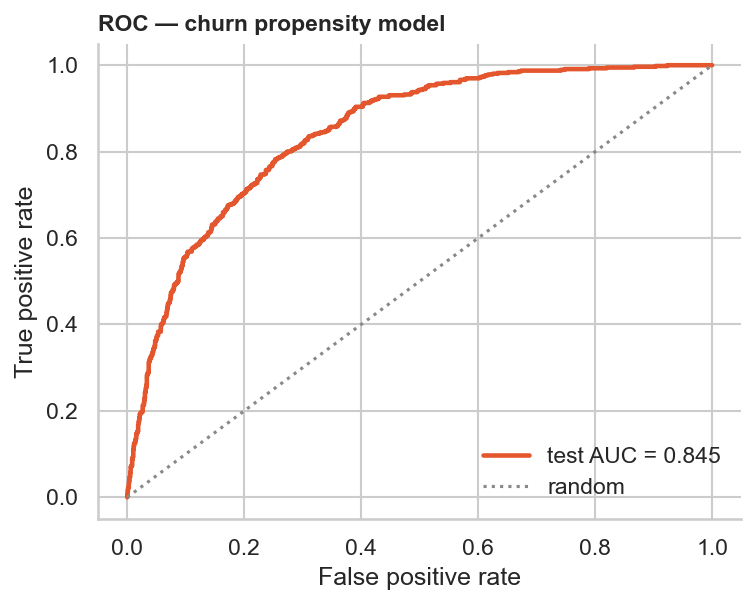 ROC — churn propensity model
True positive rate
1.0
0.8
0.6
0.4
0.2
0.0
test AUC = 0.845
random
0.0 0.2 0.4 0.6 0.8 1.0
False positive rate